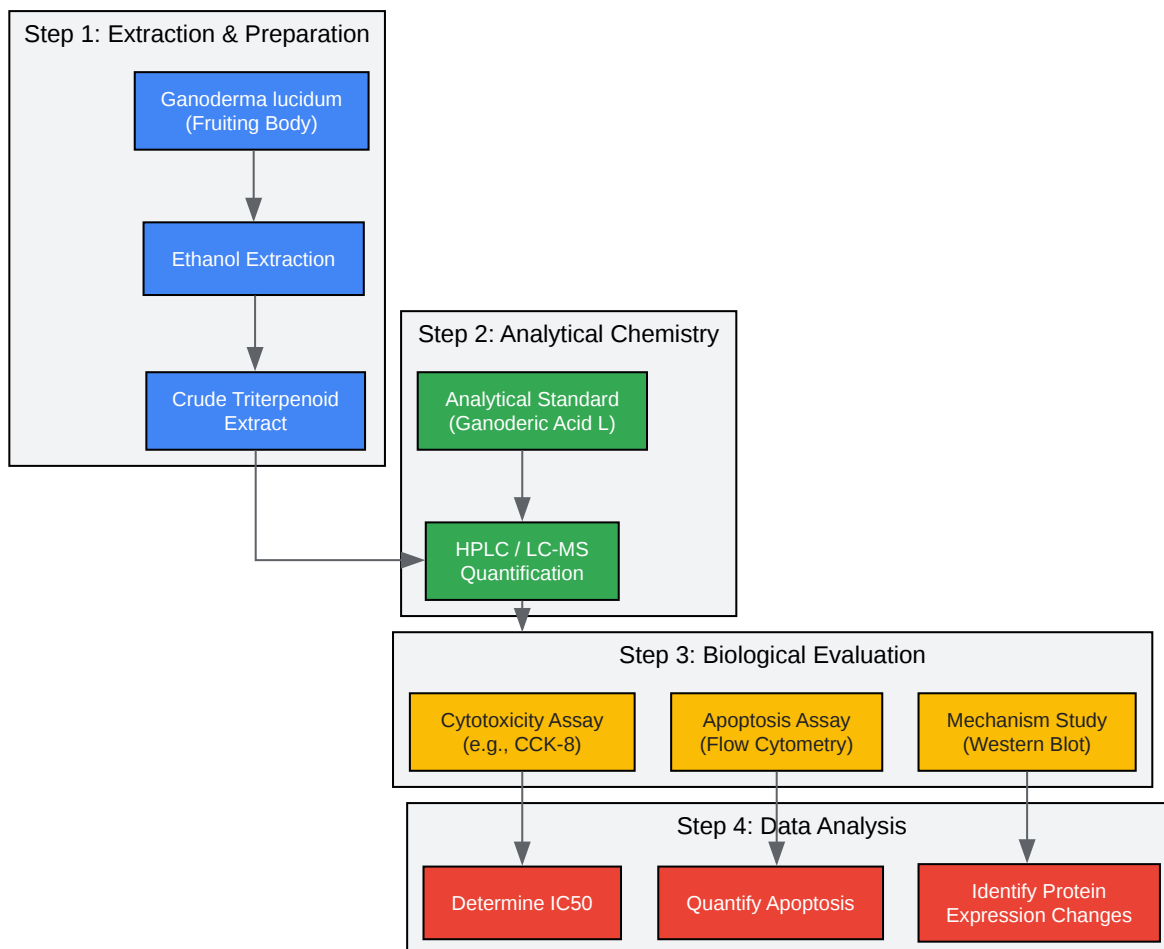 Step 1: Extraction & Preparation
Ganoderma lucidum
(Fruiting Body)
Ethanol Extraction
Crude Triterpenoid
Extract
Step 2: Analytical Chemistry
Analytical Standard
(Ganoderic Acid L)
HPLC / LC-MS
Quantification
Step 3: Biological Evaluation
Cytotoxicity Assay
(e.g., CCK-8)
Apoptosis Assay
(Flow Cytometry)
Mechanism Study
(Western Blot)
Step 4: Data Analysis
Determine IC50
Quantify Apoptosis
Identify Protein
Expression Changes